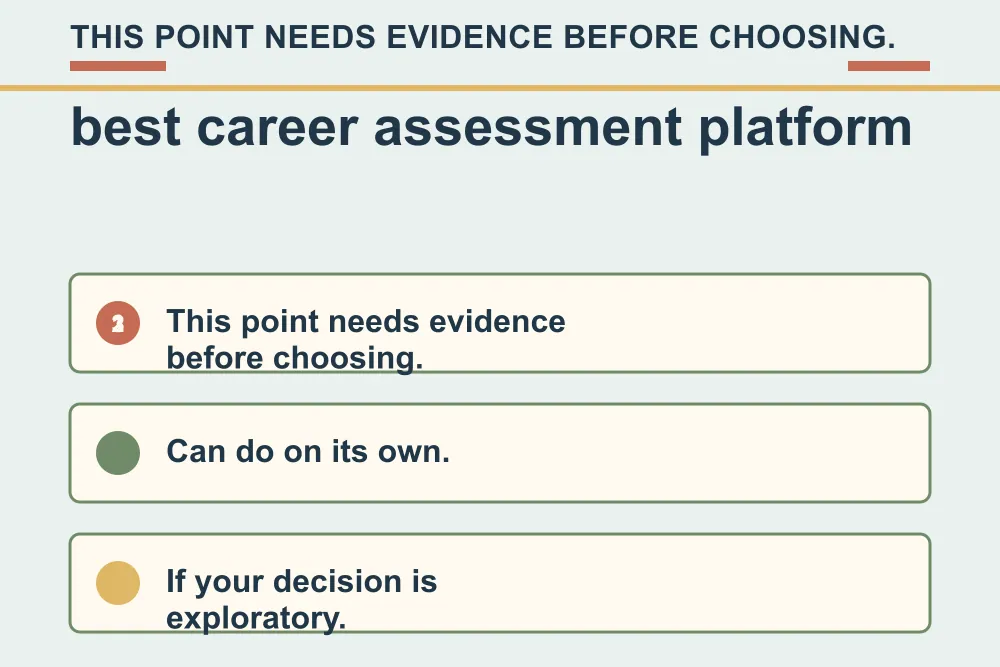 THIS POINT NEEDS EVIDENCE BEFORE CHOOSING.
best career assessment platform
This point needs evidence
before choosing.
Can do on its own.
If your decision is
exploratory.